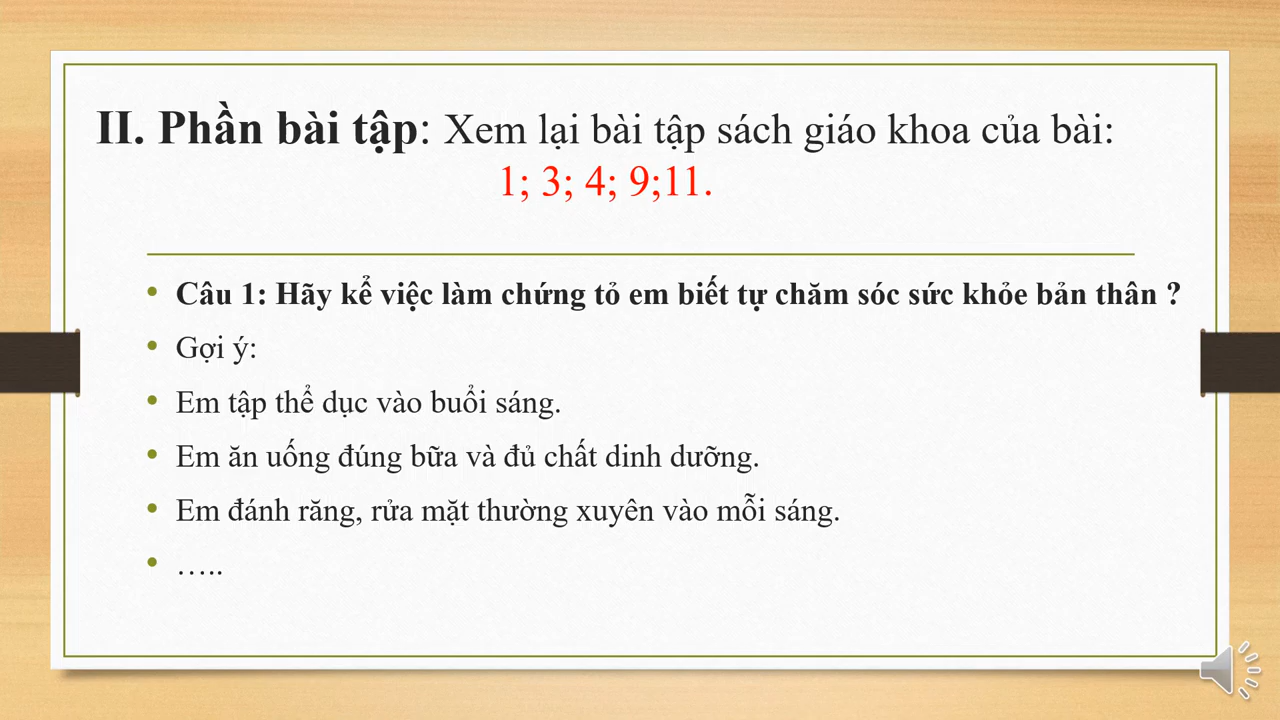 II. Phần bài tập: Xem lại bài tập sách giáo khoa của bài:
1; 3; 4; 9;11.
• Câu 1: Hãy kể việc làm chứng tỏ em biết tự chăm sóc sức khỏe bản thân ?
• Gợi ý:
• Em tập thể dục vào buổi sáng.
• Em ăn uống đúng bữa và đủ chất dinh dưỡng.
• Em đánh răng, rửa mặt thường xuyên vào mỗi sáng.
• …..